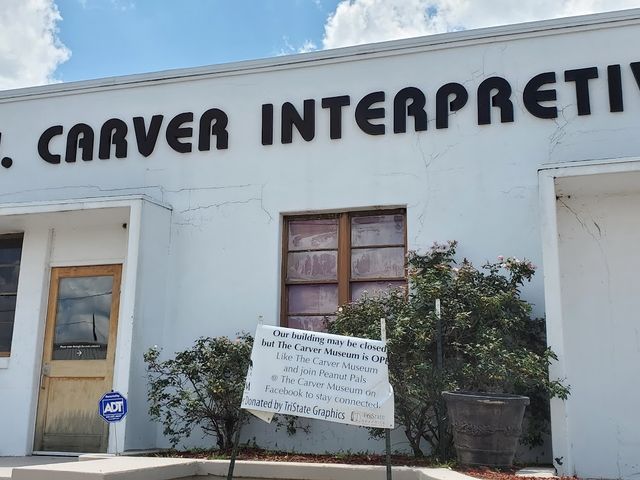 . CARVER INTERPRETIV
Our building may be closed
but The Carver Museum is OPE
Like The Carver Museum
and join Peanut Pals
@ The Carver Museum on
Facebook to stay connected.
Donated by TriState Graphics
ADT